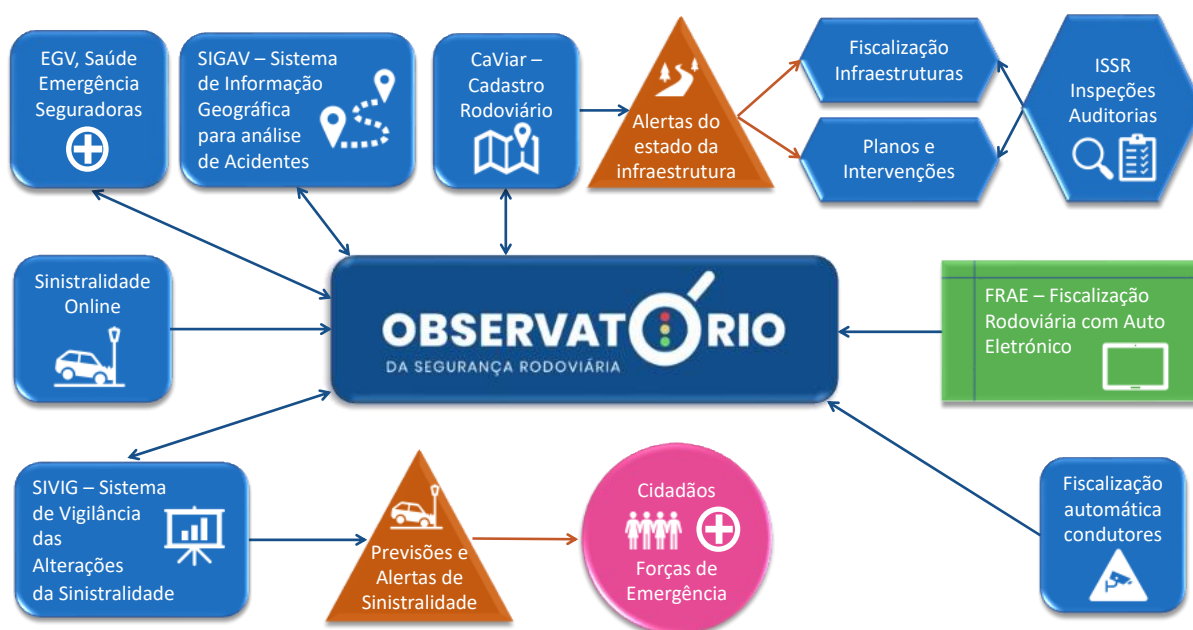 EGV, Saúde
Emergência
Seguradoras
SIGAV – Sistema
de Informação
Geográfica
para análise
de Acidentes
CaViar –
Cadastro
Rodoviário
Alertas do
estado da
infraestrutura
Fiscalização
Infraestruturas
Planos e
Intervenções
ISSR
Inspeções
Auditorias
Sinistralidade
Online
OBSERVATÓRIO
DA SEGURANÇA RODOVIÁRIA
FRAE – Fiscalização
Rodoviária com Auto
Eletrónico
SIVIG – Sistema
de Vigilância
das
Alterações
da Sinistralidade
Previsões e
Alertas de
Sinistralidade
Cidadãos
Forças de
Emergência
Fiscalização
automática
condutores